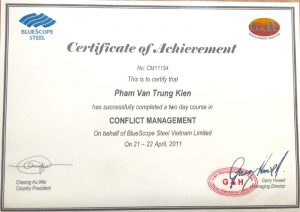 BLUESCOPE
STEEL
Certificate of Achievement
No: CM11154
This is to certify that
Pham Van Trung Kien
has successfully completed a two day course in
CONFLICT MANAGEMENT
On behalf of BlueScope Steel Vietnam Limited
On 21 – 22 April, 2011
Cheong Ku Wei
Country President
G & H
Garry Howell
Managing Director